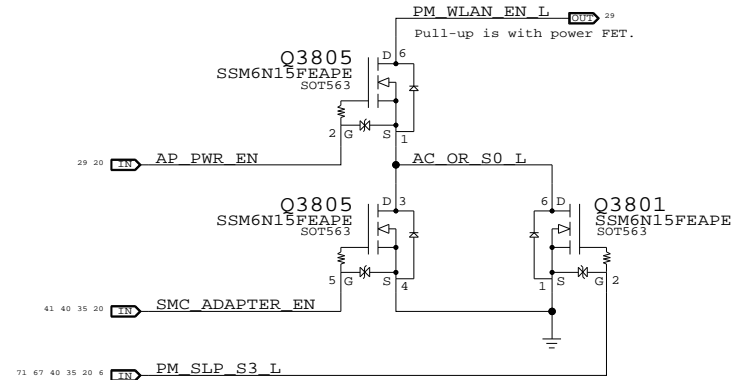 PM_WLAN_EN_L OUT 29
Pull-up is with power FET.
Q3805
SSM6N15FEAPE
SOT563
D 6
2 G S 1
29 20 IN AP_PWR_EN
AC_OR_S0_L
Q3805
SSM6N15FEAPE
SOT563
D 3
5 G S 4
6 D
Q3801
SSM6N15FEAPE
SOT563
1 S G 2
41 40 35 20 IN SMC_ADAPTER_EN
71 67 40 35 20 6 IN PM_SLP_S3_L